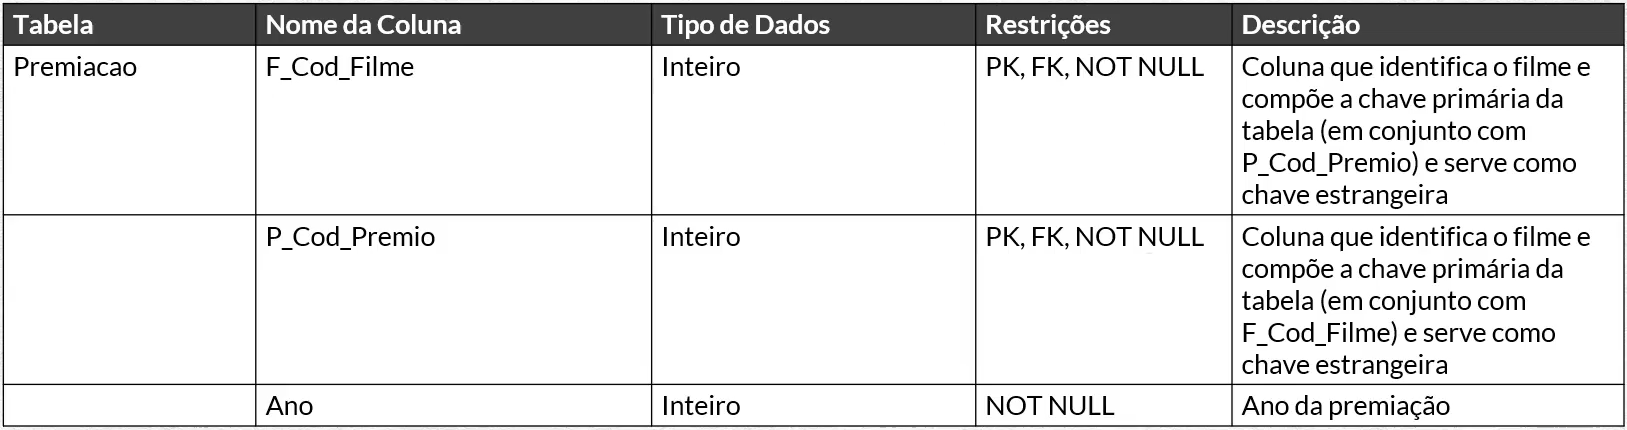 Tabela Nome da Coluna Tipo de Dados Restrições Descrição
Premiacao F_Cod_Filme Inteiro PK, FK, NOT NULL Coluna que identifica o filme e
compõe a chave primária da
tabela (em conjunto com
P_Cod_Premio) e serve como
chave estrangeira
P_Cod_Premio Inteiro PK, FK, NOT NULL Coluna que identifica o filme e
compõe a chave primária da
tabela (em conjunto com
F_Cod_Filme) e serve como
chave estrangeira
Ano Inteiro NOT NULL Ano da premiação